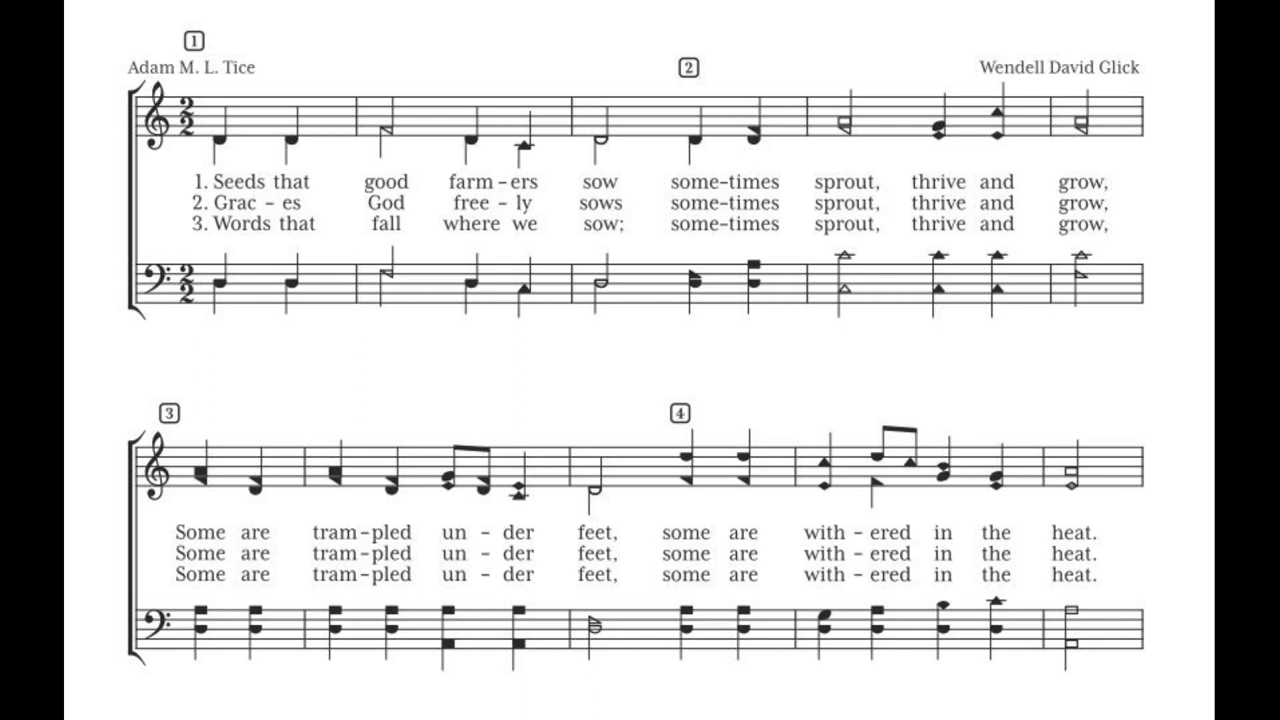 1
Adam M. L. Tice
2
Wendell David Glick
2
2
1. Seeds that good farm – ers sow some–times sprout, thrive and grow,
2. Grac – es God free – ly sows some–times sprout, thrive and grow,
3. Words that fall where we sow; some–times sprout, thrive and grow,
2
2
3
4
Some are tram–pled un – der feet, some are with – ered in the heat.
Some are tram–pled un – der feet, some are with – ered in the heat.
Some are tram–pled un – der feet, some are with – ered in the heat.